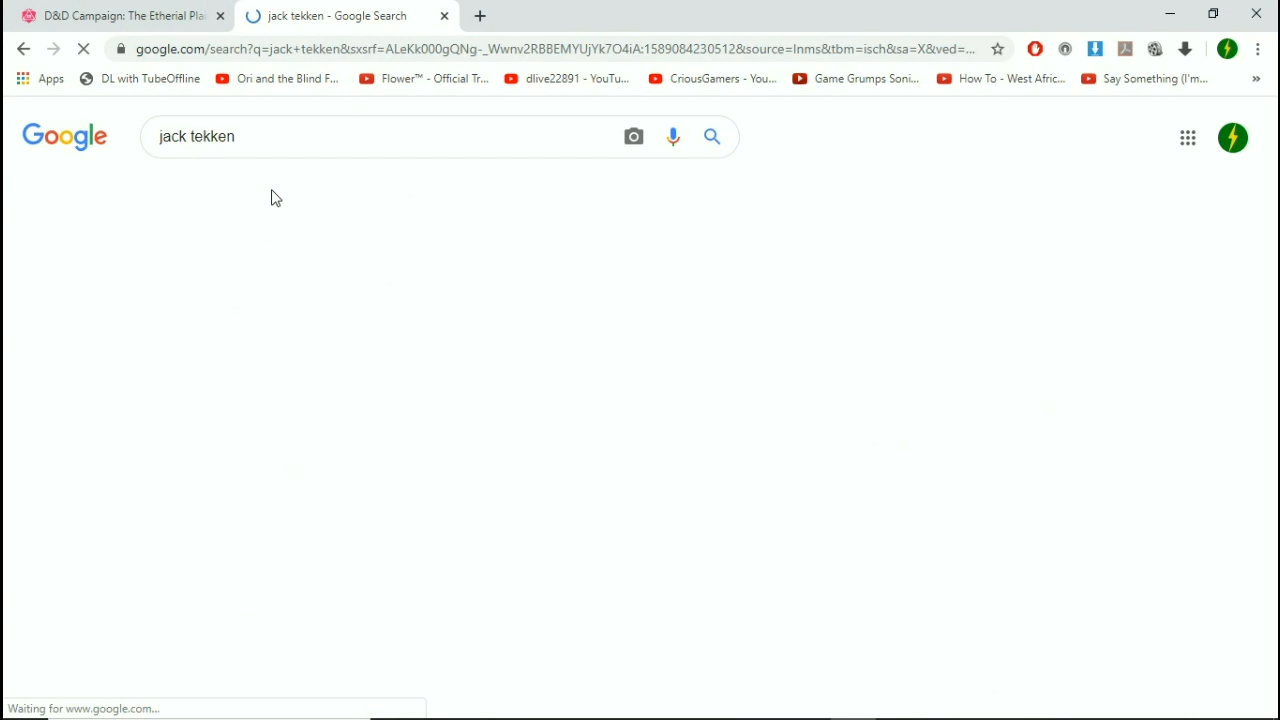 D&D Campaign: The Etherial Pla
jack tekken - Google Search
google.com/search?q=jack+tekken&sxsrf=ALeKk000gQNg-_Wwnv2RBBEMYUjYk7O4iA:1589084230512&source=lnms&tbm=isch&sa=X&ved=...
Apps DL with TubeOffline Ori and the Blind F... Flower™ - Official Tr... dlive22891 - YouTu... CriousGamers - You... Game Grumps Soni... How To - West Afric... Say Something (I'm... »
Google jack tekken
Waiting for www.google.com...